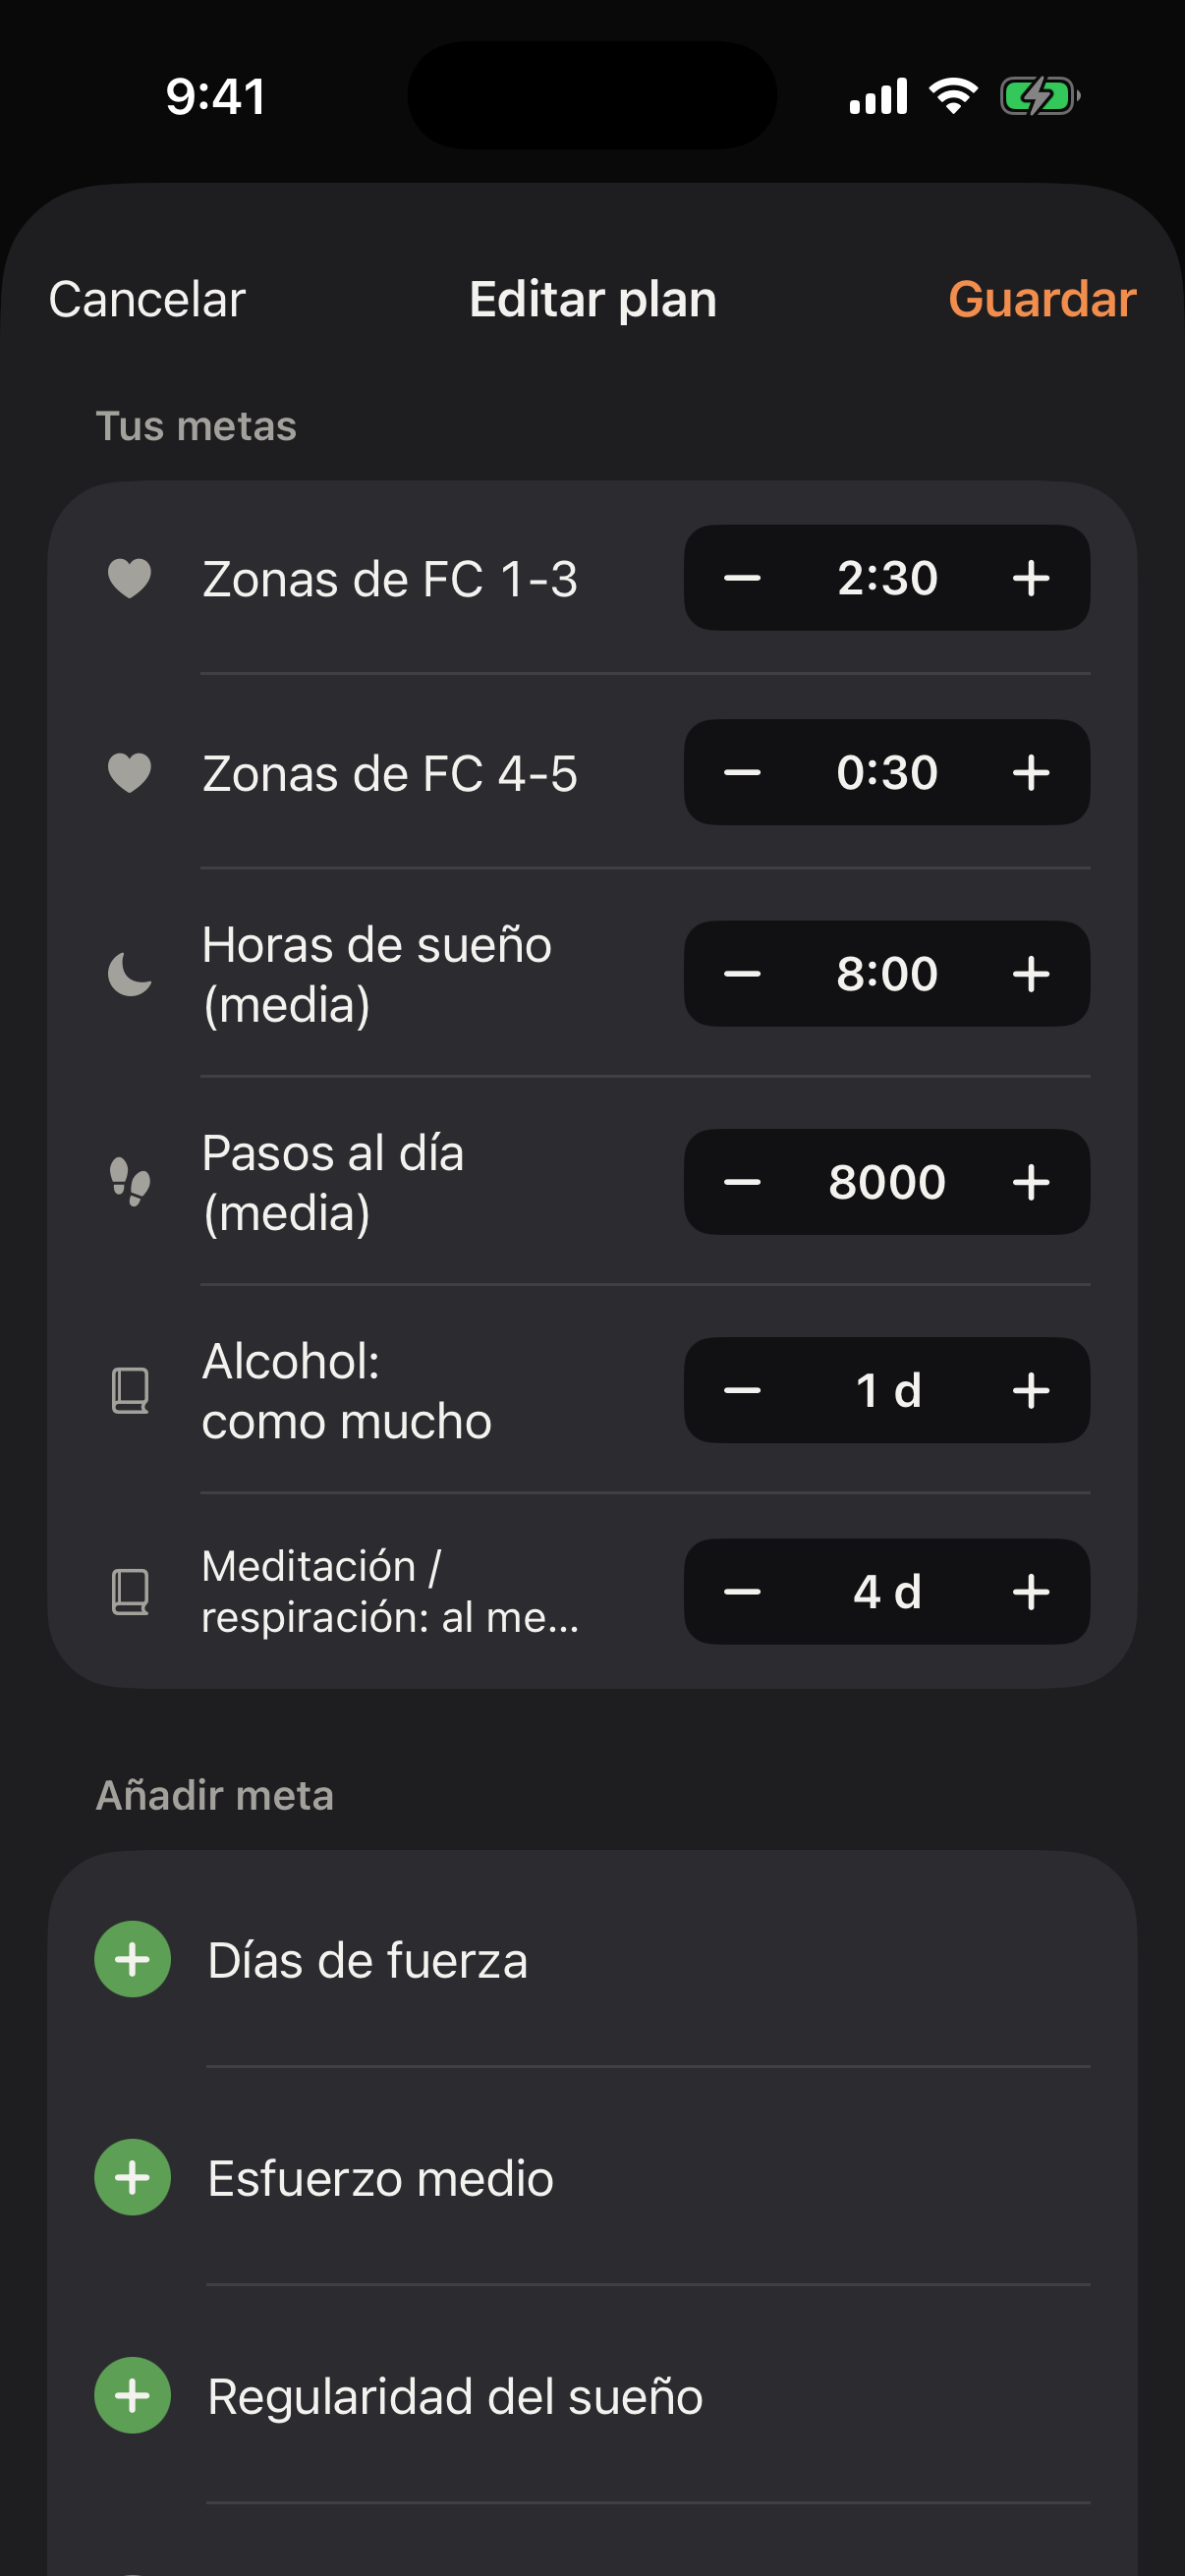 9:41
Cancelar
Editar plan
Guardar
Tus metas
Zonas de FC 1-3
2:30
Zonas de FC 4-5
0:30
Horas de sueño
(media)
8:00
Pasos al día
(media)
8000
Alcohol:
como mucho
1 d
Meditación /
respiración: al me...
4 d
Añadir meta
Días de fuerza
Esfuerzo medio
Regularidad del sueño